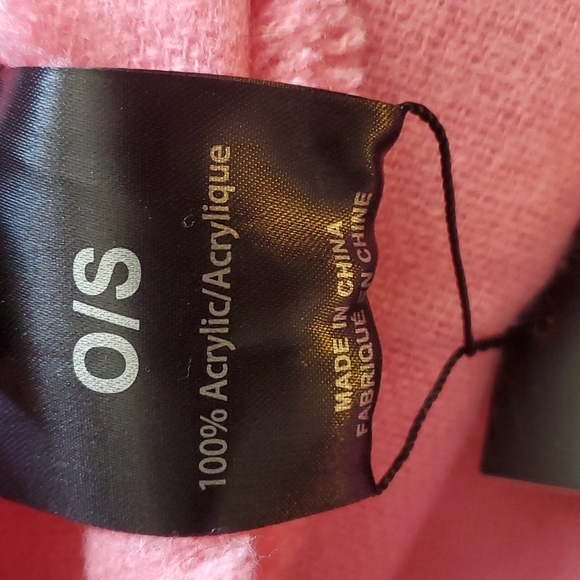 O/S
100% Acrylic/Acrylique
MADE IN CHINA
FABRIQUÉ EN CHINE